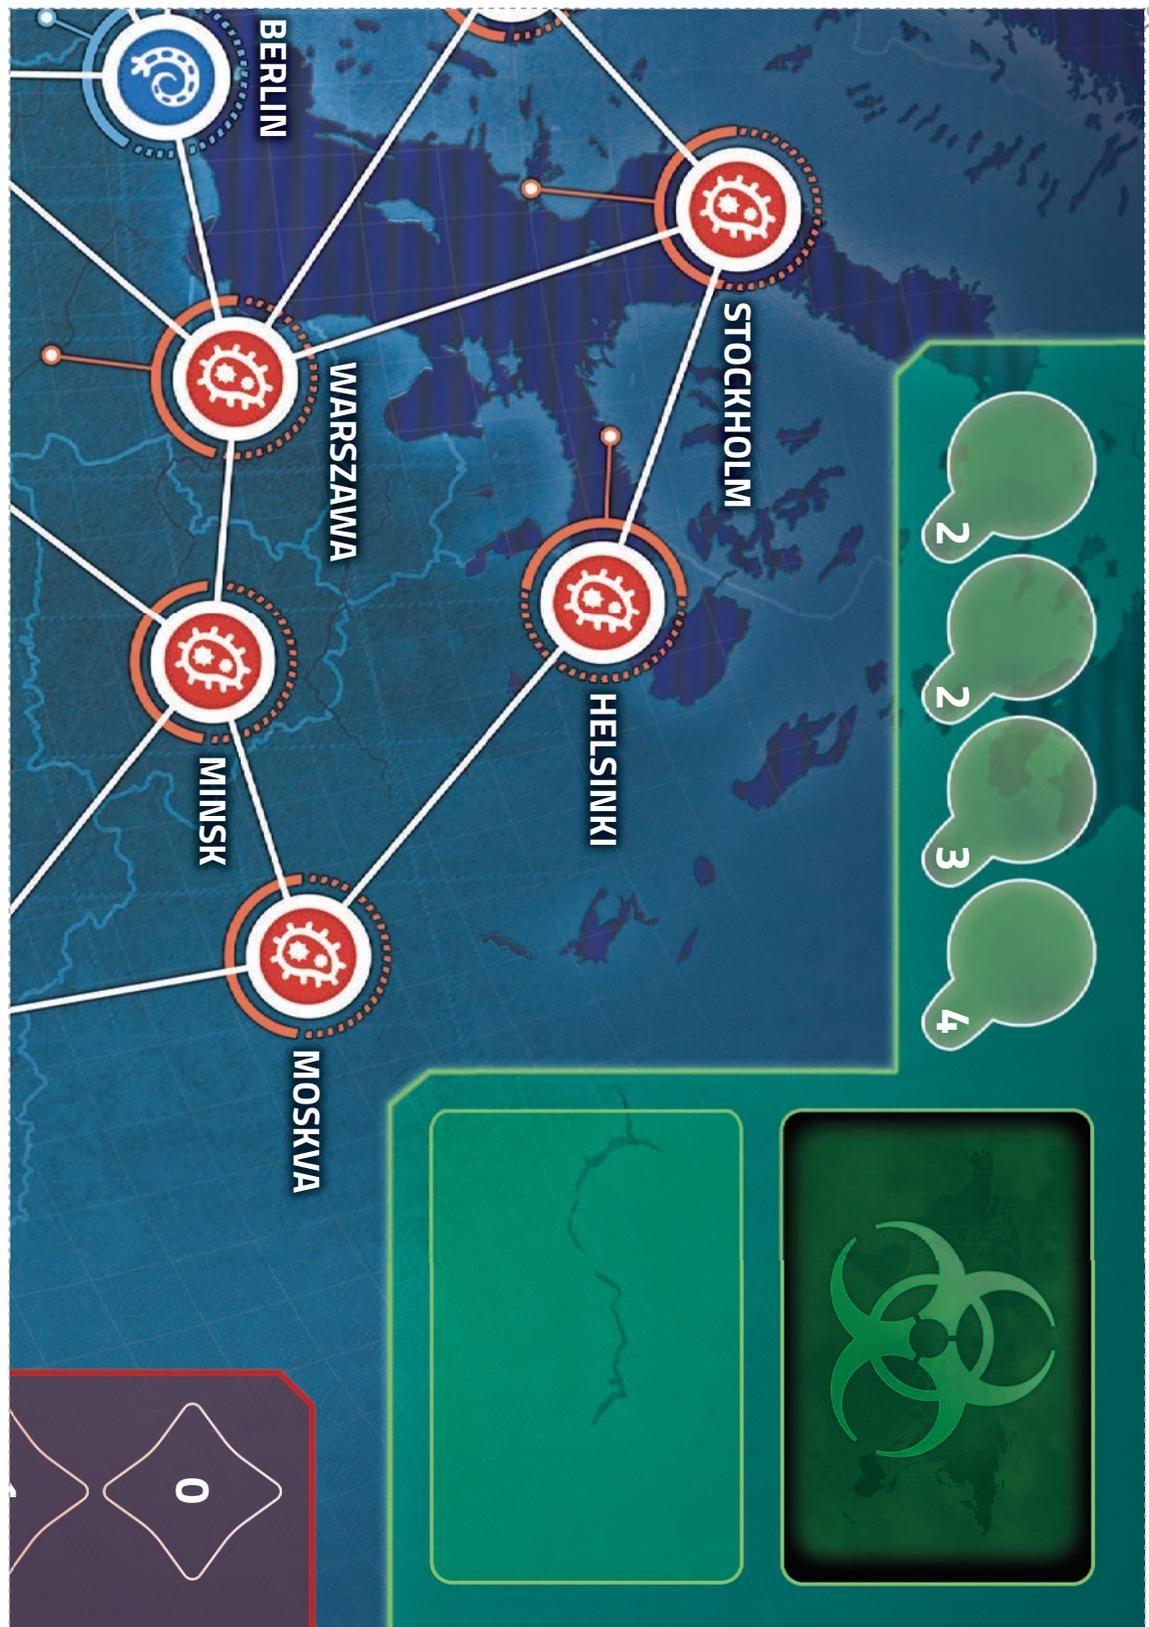 2
2
3
4
STOCKHOLM
HELSINKI
BERLIN
WARSZAWA
MINSK
MOSKVA
0